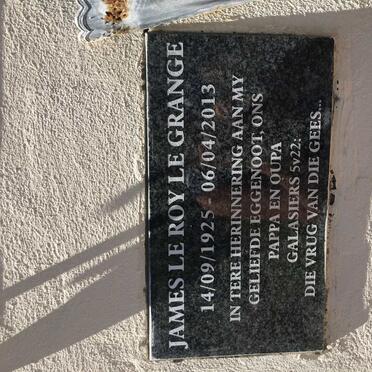 JAMES LE ROY LE GRANGE
14/09/1925 06/04/2013
IN TERE HERINNERING AAN MY
GELIEFDE EGGENOOT, ONS
PAPPA EN OUPA
GALASIERS 5v22:
DIE VRUG VAN DIE GEES...